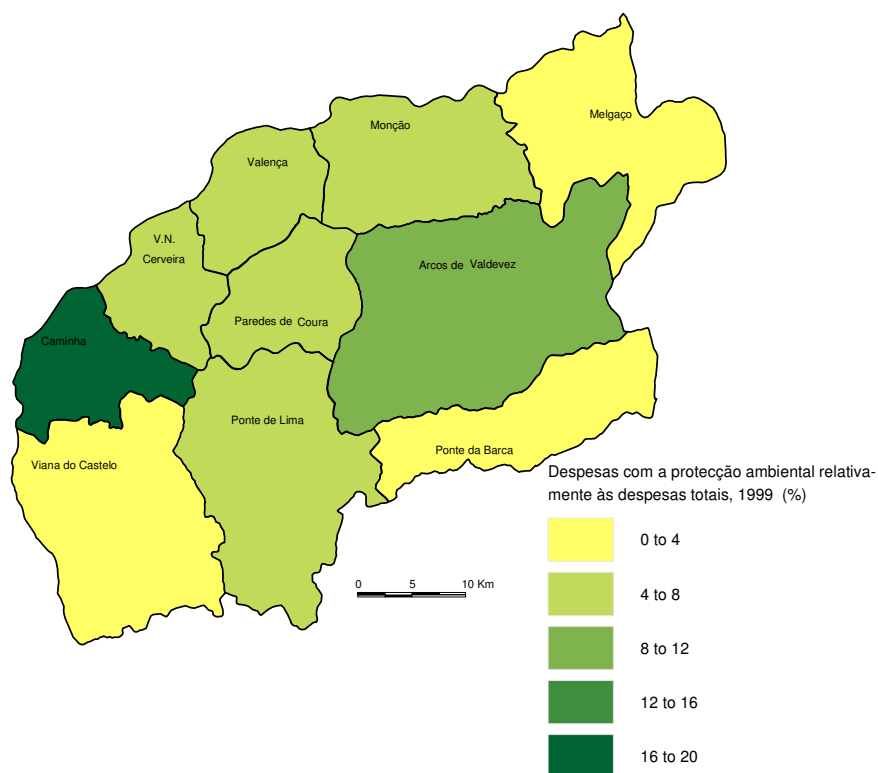 Melgaço
Monção
Valença
V.N.
Cerveira
Arcos de Valdevez
Paredes de Coura
Caminha
Ponte de Lima
Ponte da Barca
Viana do Castelo
Despesas com a protecção ambiental relativa-
mente às despesas totais, 1999 (%)
0 to 4
0 5 10 Km
4 to 8
8 to 12
12 to 16
16 to 20